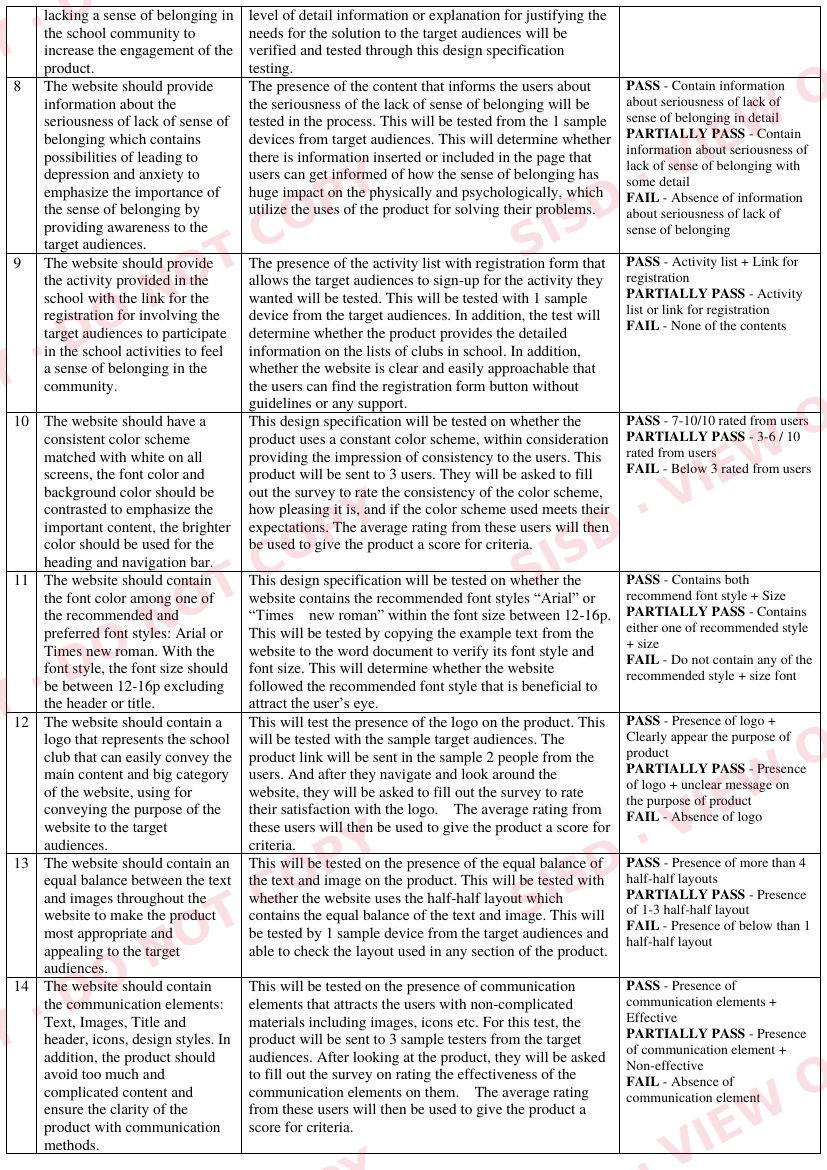 lacking a sense of belonging in
the school community to
increase the engagement of the
product.
level of detail information or explanation for justifying the
needs for the solution to the target audiences will be
verified and tested through this design specification
testing.
8
The website should provide
information about the
seriousness of lack of sense of
belonging which contains
possibilities of leading to
depression and anxiety to
emphasize the importance of
the sense of belonging by
providing awareness to the
target audiences.
The presence of the content that informs the users about
the seriousness of the lack of sense of belonging will be
tested in the process. This will be tested from the 1 sample
devices from target audiences. This will determine whether
there is information inserted or included in the page that
users can get informed of how the sense of belonging has
huge impact on the physically and psychologically, which
utilize the uses of the product for solving their problems.
PASS - Contain information
about seriousness of lack of
sense of belonging in detail
PARTIALLY PASS - Contain
information about seriousness of
lack of sense of belonging with
some detail
FAIL - Absence of information
about seriousness of lack of
sense of belonging
9
The website should provide
the activity provided in the
school with the link for the
registration for involving the
target audiences to participate
in the school activities to feel
a sense of belonging in the
community.
The presence of the activity list with registration form that
allows the target audiences to sign-up for the activity they
wanted will be tested. This will be tested with 1 sample
device from the target audiences. In addition, the test will
determine whether the product provides the detailed
information on the lists of clubs in school. In addition,
whether the website is clear and easily approachable that
the users can find the registration form button without
guidelines or any support.
PASS - Activity list + Link for
registration
PARTIALLY PASS - Activity
list or link for registration
FAIL - None of the contents
10
The website should have a
consistent color scheme
matched with white on all
screens, the font color and
background color should be
contrasted to emphasize the
important content, the brighter
color should be used for the
heading and navigation bar.
This design specification will be tested on whether the
product uses a constant color scheme, within consideration
providing the impression of consistency to the users. This
product will be sent to 3 users. They will be asked to fill
out the survey to rate the consistency of the color scheme,
how pleasing it is, and if the color scheme used meets their
expectations. The average rating from these users will then
be used to give the product a score for criteria.
PASS - 7-10/10 rated from users
PARTIALLY PASS - 3-6 / 10
rated from users
FAIL - Below 3 rated from users
11
The website should contain
the font color among one of
the recommended and
preferred font styles: Arial or
Times new roman. With the
font style, the font size should
be between 12-16p excluding
the header or title.
This design specification will be tested on whether the
website contains the recommended font styles “Arial” or
“Times new roman” within the font size between 12-16p.
This will be tested by copying the example text from the
website to the word document to verify its font style and
font size. This will determine whether the website
followed the recommended font style that is beneficial to
attract the user’s eye.
PASS - Contains both
recommend font style + Size
PARTIALLY PASS - Contains
either one of recommended style
+ size
FAIL - Do not contain any of the
recommended style + size font
12
The website should contain a
logo that represents the school
club that can easily convey the
main content and big category
of the website, using for
conveying the purpose of the
website to the target
audiences.
This will test the presence of the logo on the product. This
will be tested with the sample target audiences. The
product link will be sent in the sample 2 people from the
users. And after they navigate and look around the
website, they will be asked to fill out the survey to rate
their satisfaction with the logo. The average rating from
these users will then be used to give the product a score for
criteria.
PASS - Presence of logo +
Clearly appear the purpose of
product
PARTIALLY PASS - Presence
of logo + unclear message on
the purpose of product
FAIL - Absence of logo
13
The website should contain an
equal balance between the text
and images throughout the
website to make the product
most appropriate and
appealing to the target
audiences.
This will be tested on the presence of the equal balance of
the text and image on the product. This will be tested with
whether the website uses the half-half layout which
contains the equal balance of the text and image. This will
be tested by 1 sample device from the target audiences and
able to check the layout used in any section of the product.
PASS - Presence of more than 4
half-half layouts
PARTIALLY PASS - Presence
of 1-3 half-half layout
FAIL - Presence of below than 1
half-half layout
14
The website should contain
the communication elements:
Text, Images, Title and
header, icons, design styles. In
addition, the product should
avoid too much and
complicated content and
ensure the clarity of the
product with communication
methods.
This will be tested on the presence of communication
elements that attracts the users with non-complicated
materials including images, icons etc. For this test, the
product will be sent to 3 sample testers from the target
audiences. After looking at the product, they will be asked
to fill out the survey on rating the effectiveness of the
communication elements on them. The average rating
from these users will then be used to give the product a
score for criteria.
PASS - Presence of
communication elements +
Effective
PARTIALLY PASS - Presence
of communication element +
Non-effective
FAIL - Absence of
communication element